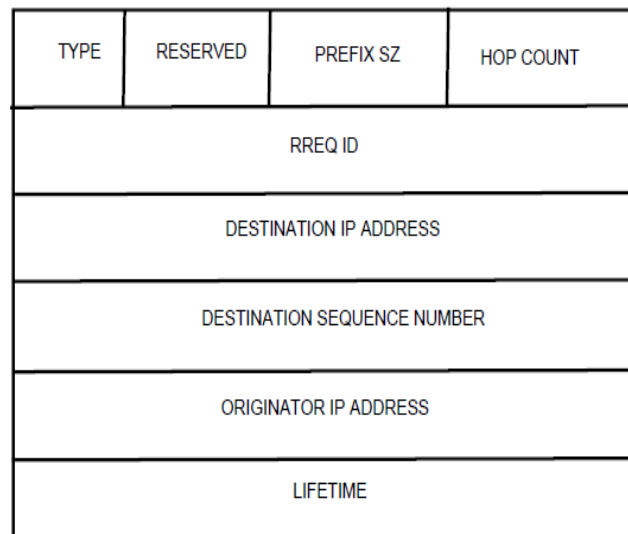 TYPE RESERVED PREFIX SZ HOP COUNT
RREQ ID
DESTINATION IP ADDRESS
DESTINATION SEQUENCE NUMBER
ORIGINATOR IP ADDRESS
LIFETIME